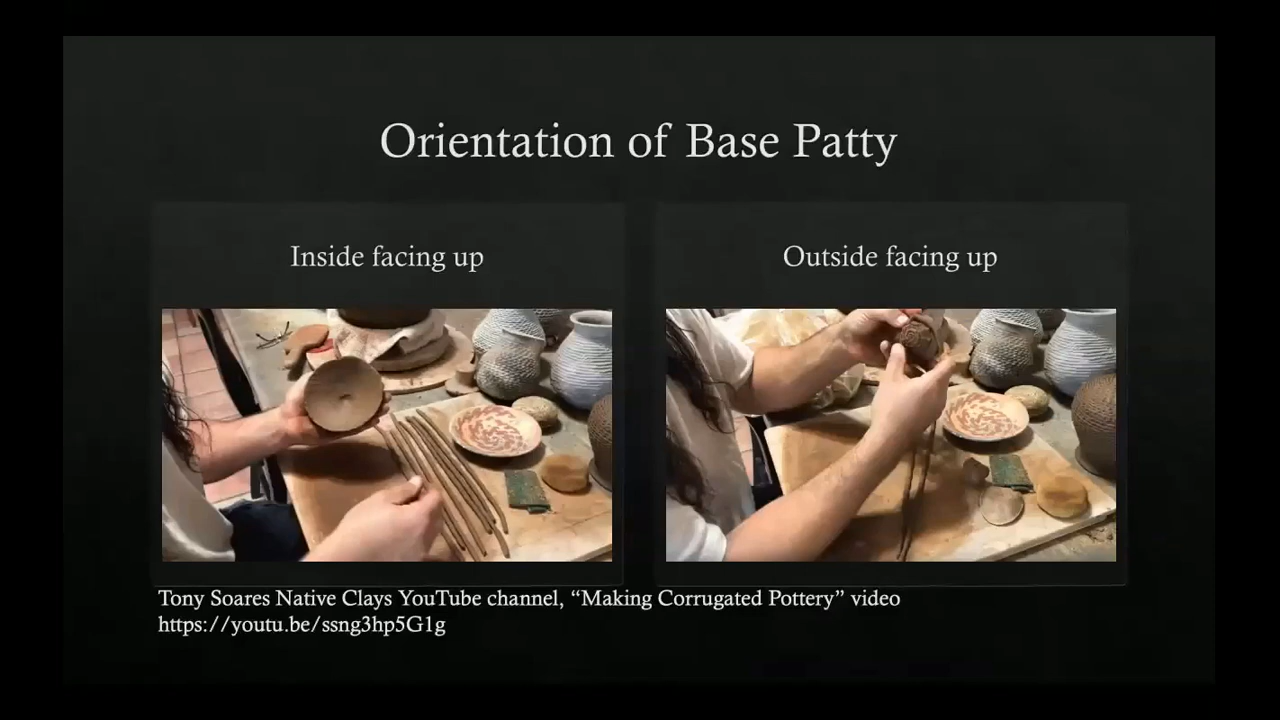 Orientation of Base Patty
Inside facing up
Outside facing up
Tony Soares Native Clays YouTube channel, “Making Corrugated Pottery” video
https://youtu.be/ssng3hp5G1g